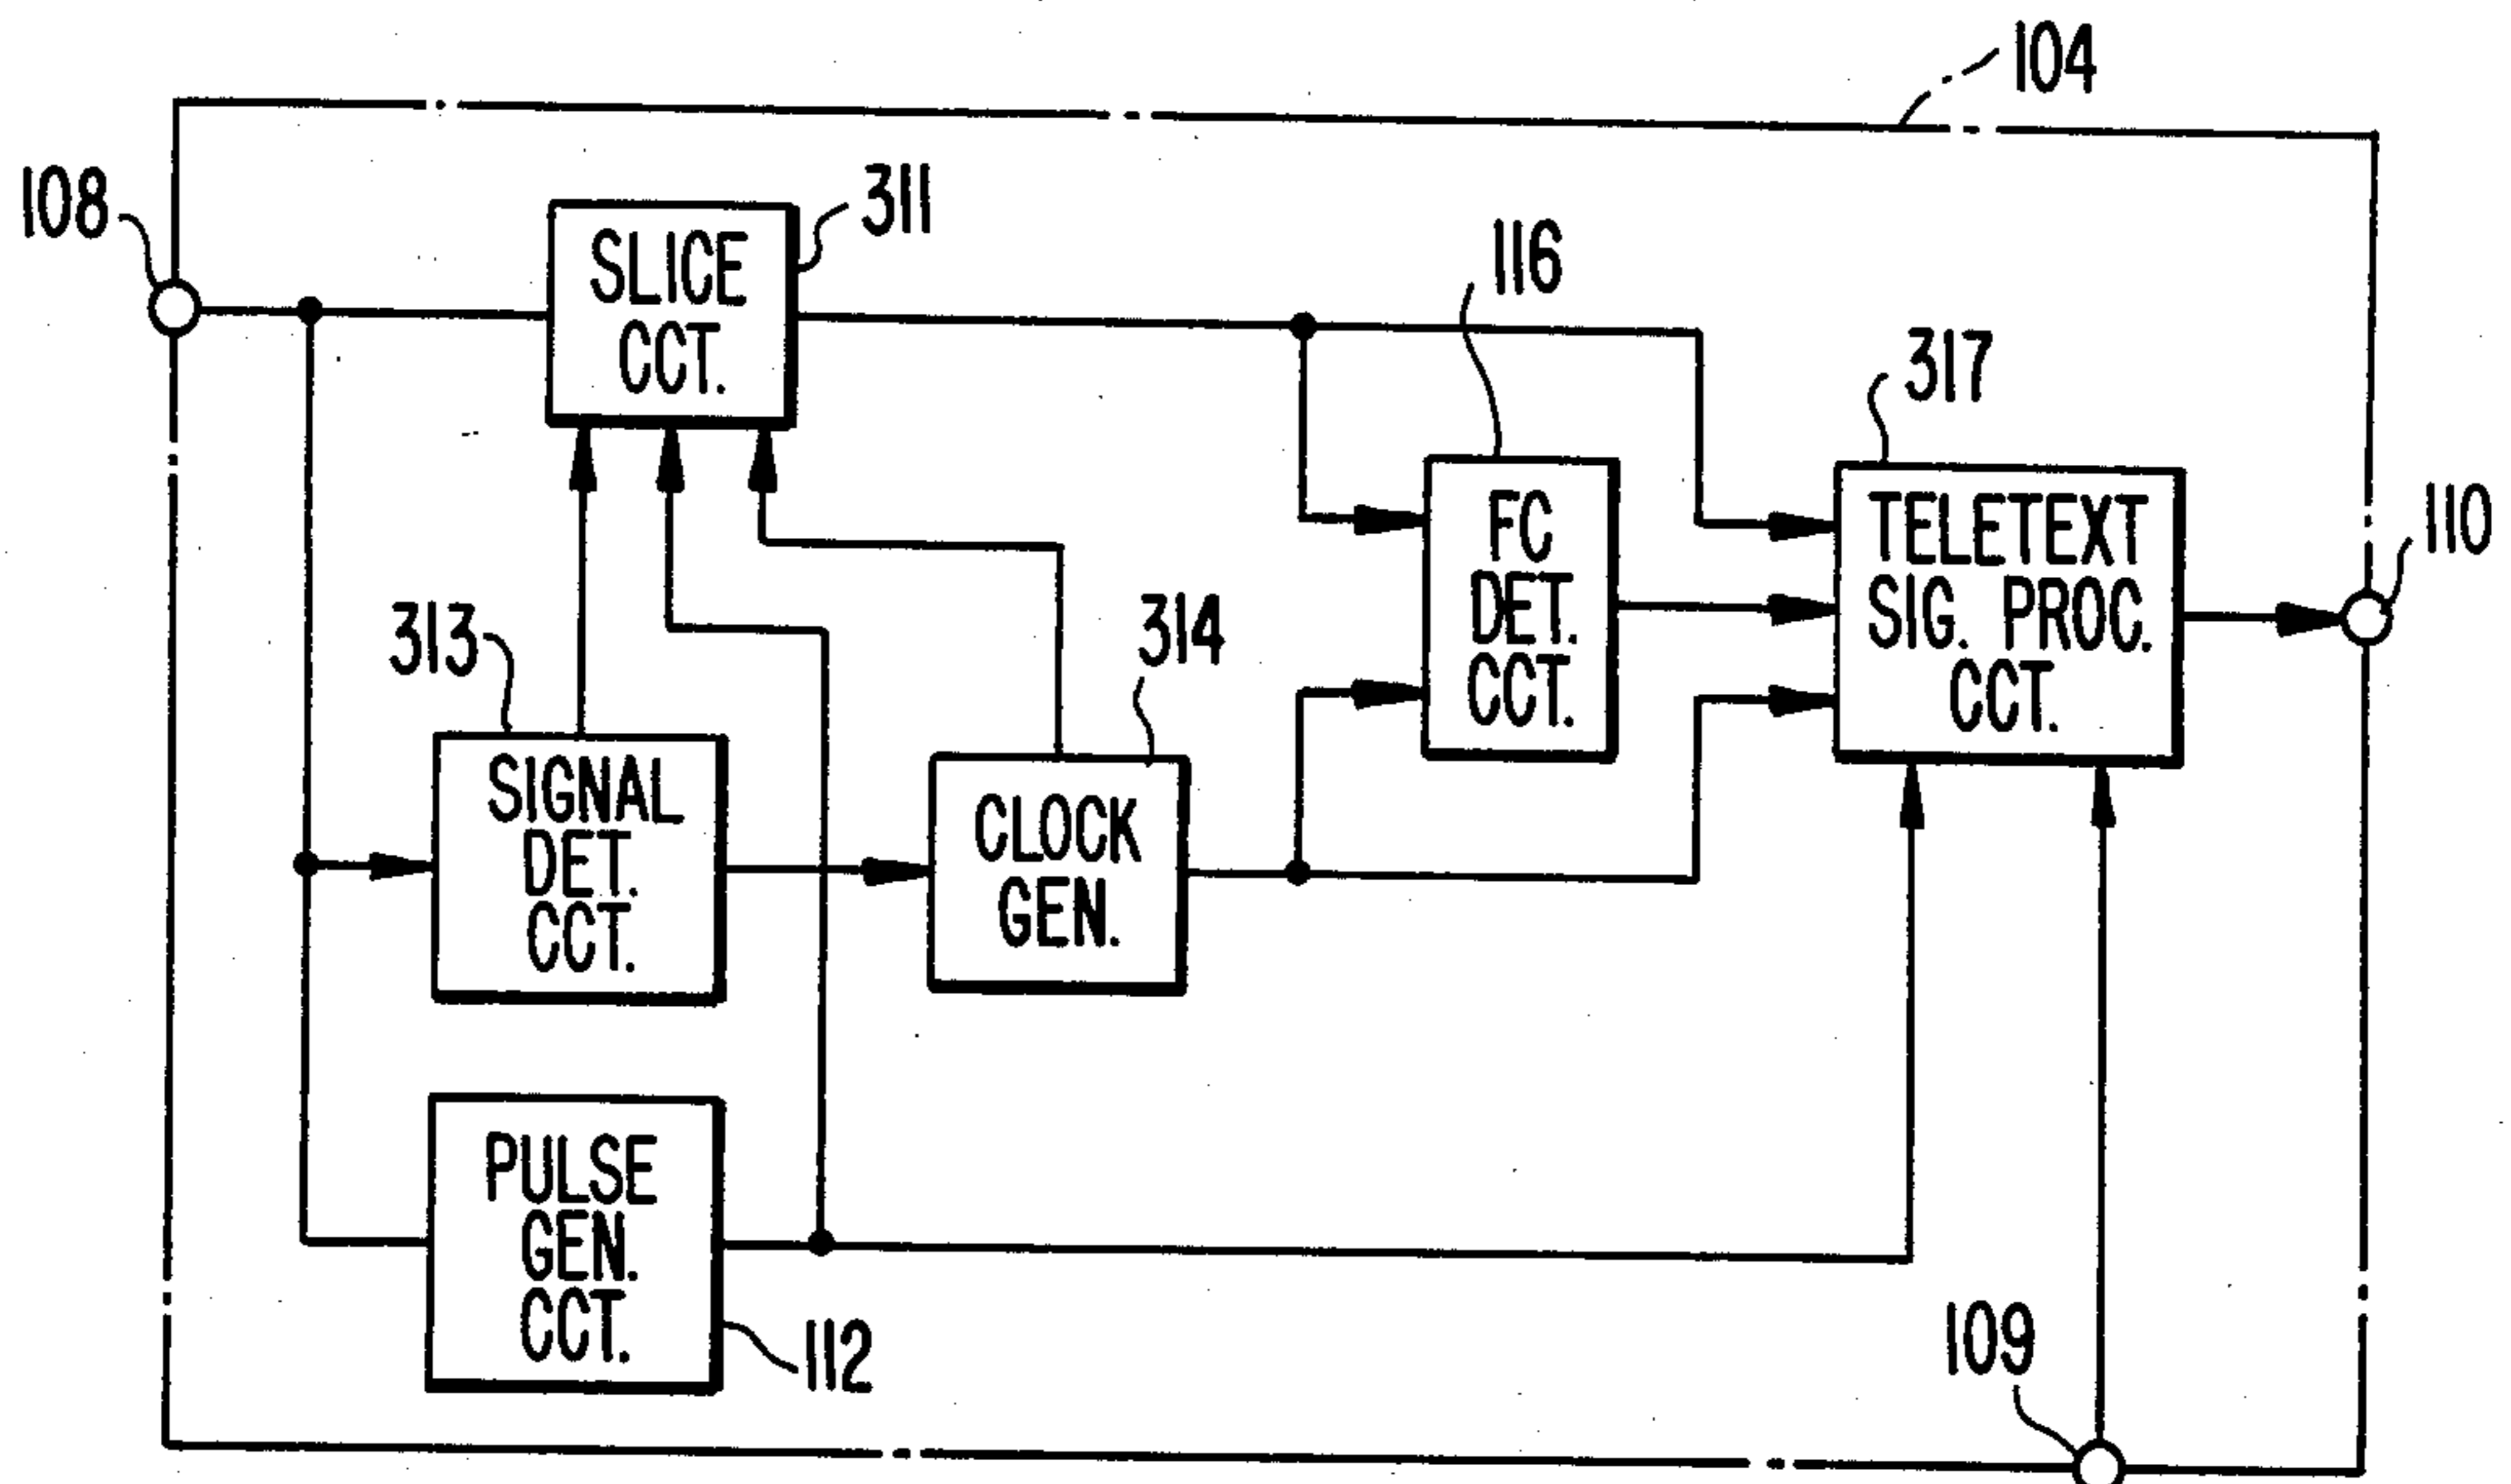 104
108
311
SLICE
CCT.
116
317
FC
DET.
CCT.
TELETEXT
SIG. PROC.
CCT.
110
313
314
SIGNAL
DET.
CCT.
CLOCK
GEN.
PULSE
GEN.
CCT.
112
109